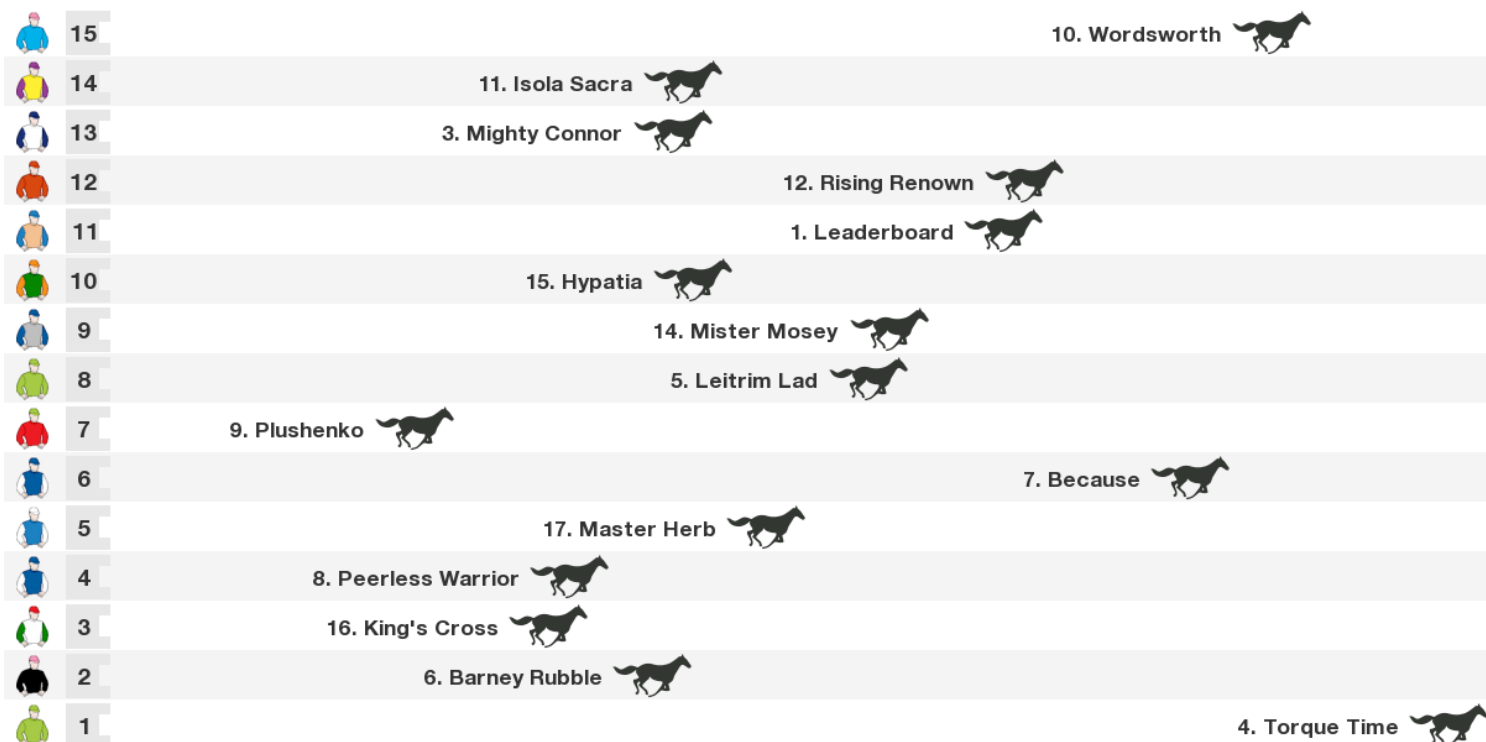 15 10. Wordsworth
14 11. Isola Sacra
13 3. Mighty Connor
12 12. Rising Renown
11 1. Leaderboard
10 15. Hypatia
9 14. Mister Mosey
8 5. Leitrim Lad
7 9. Plushenko
6 7. Because
5 17. Master Herb
4 8. Peerless Warrior
3 16. King's Cross
2 6. Barney Rubble
1 4. Torque Time